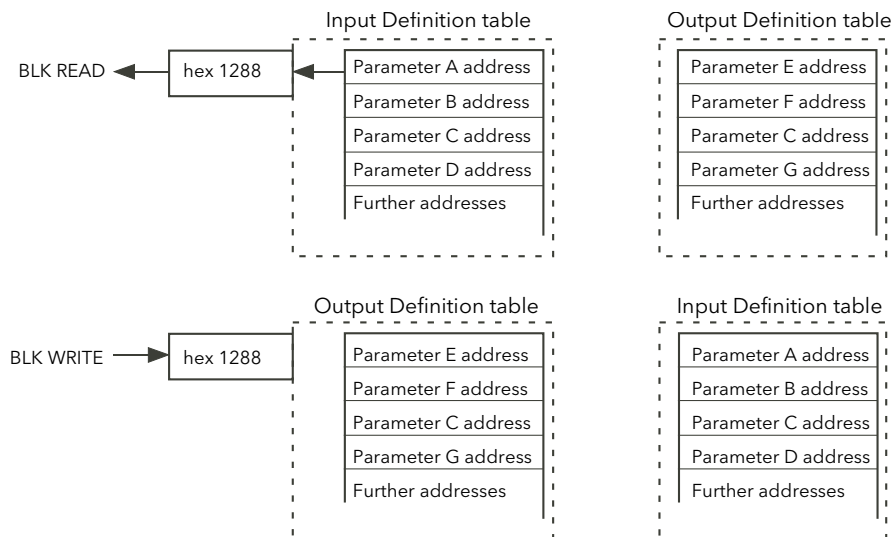 Input Definition table
Output Definition table
BLK READ
hex 1288
Parameter A address
Parameter B address
Parameter C address
Parameter D address
Further addresses
Parameter E address
Parameter F address
Parameter C address
Parameter G address
Further addresses
Output Definition table
Input Definition table
BLK WRITE
hex 1288
Parameter E address
Parameter F address
Parameter C address
Parameter G address
Further addresses
Parameter A address
Parameter B address
Parameter C address
Parameter D address
Further addresses